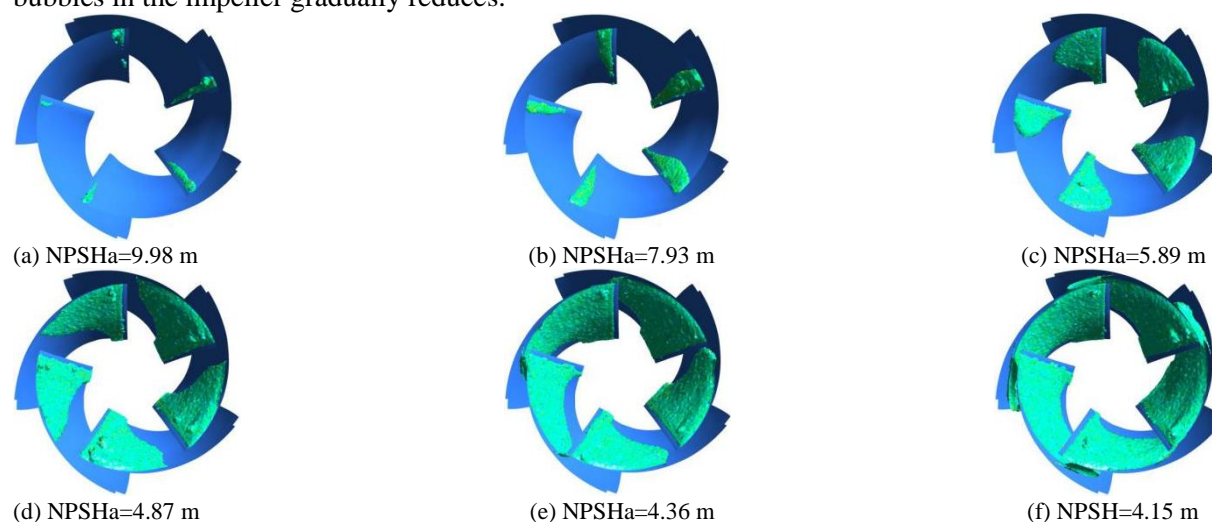 bubbles in the impeller gradually reduces.
(a) NPSHa=9.98 m
(b) NPSHa=7.93 m
(c) NPSHa=5.89 m
(d) NPSHa=4.87 m
(e) NPSHa=4.36 m
(f) NPSH=4.15 m